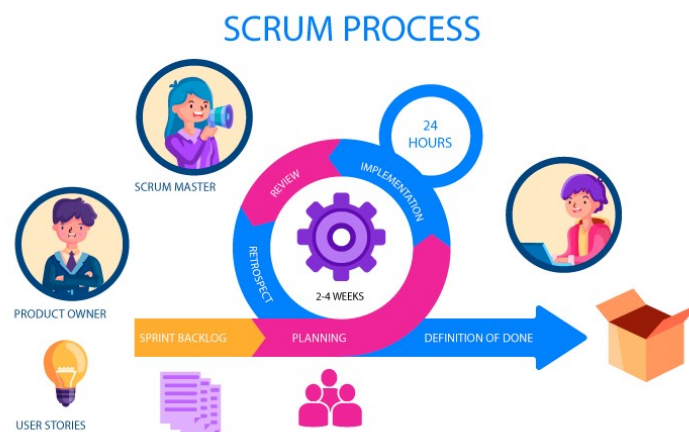 SCRUM PROCESS
24
HOURS
SCRUM MASTER
REVIEW
IMPLEMENTATION
RETROSPECT
2-4 WEEKS
PRODUCT OWNER
SPRINT BACKLOG
PLANNING
DEFINITION OF DONE
USER STORIES